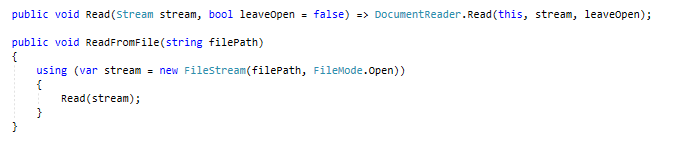 public void Read(Stream stream, bool leaveOpen = false) => DocumentReader.Read(this, stream, leaveOpen);
public void ReadFromFile(string filePath)
{
using (var stream = new FileStream(filePath, FileMode.Open))
{
Read(stream);
}
}